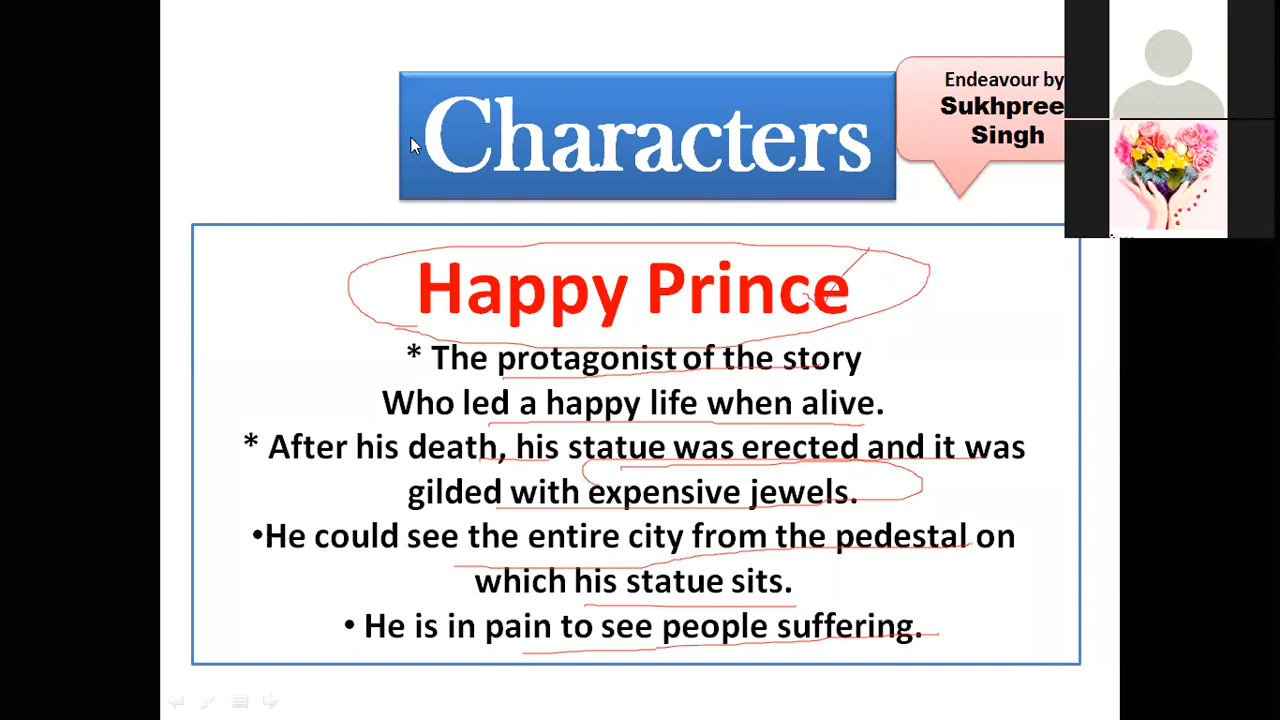 Characters
Endeavour by
Sukhpree
Singh
Happy Prince
* The protagonist of the story
Who led a happy life when alive.
* After his death, his statue was erected and it was
gilded with expensive jewels.
•He could see the entire city from the pedestal on
which his statue sits.
• He is in pain to see people suffering.